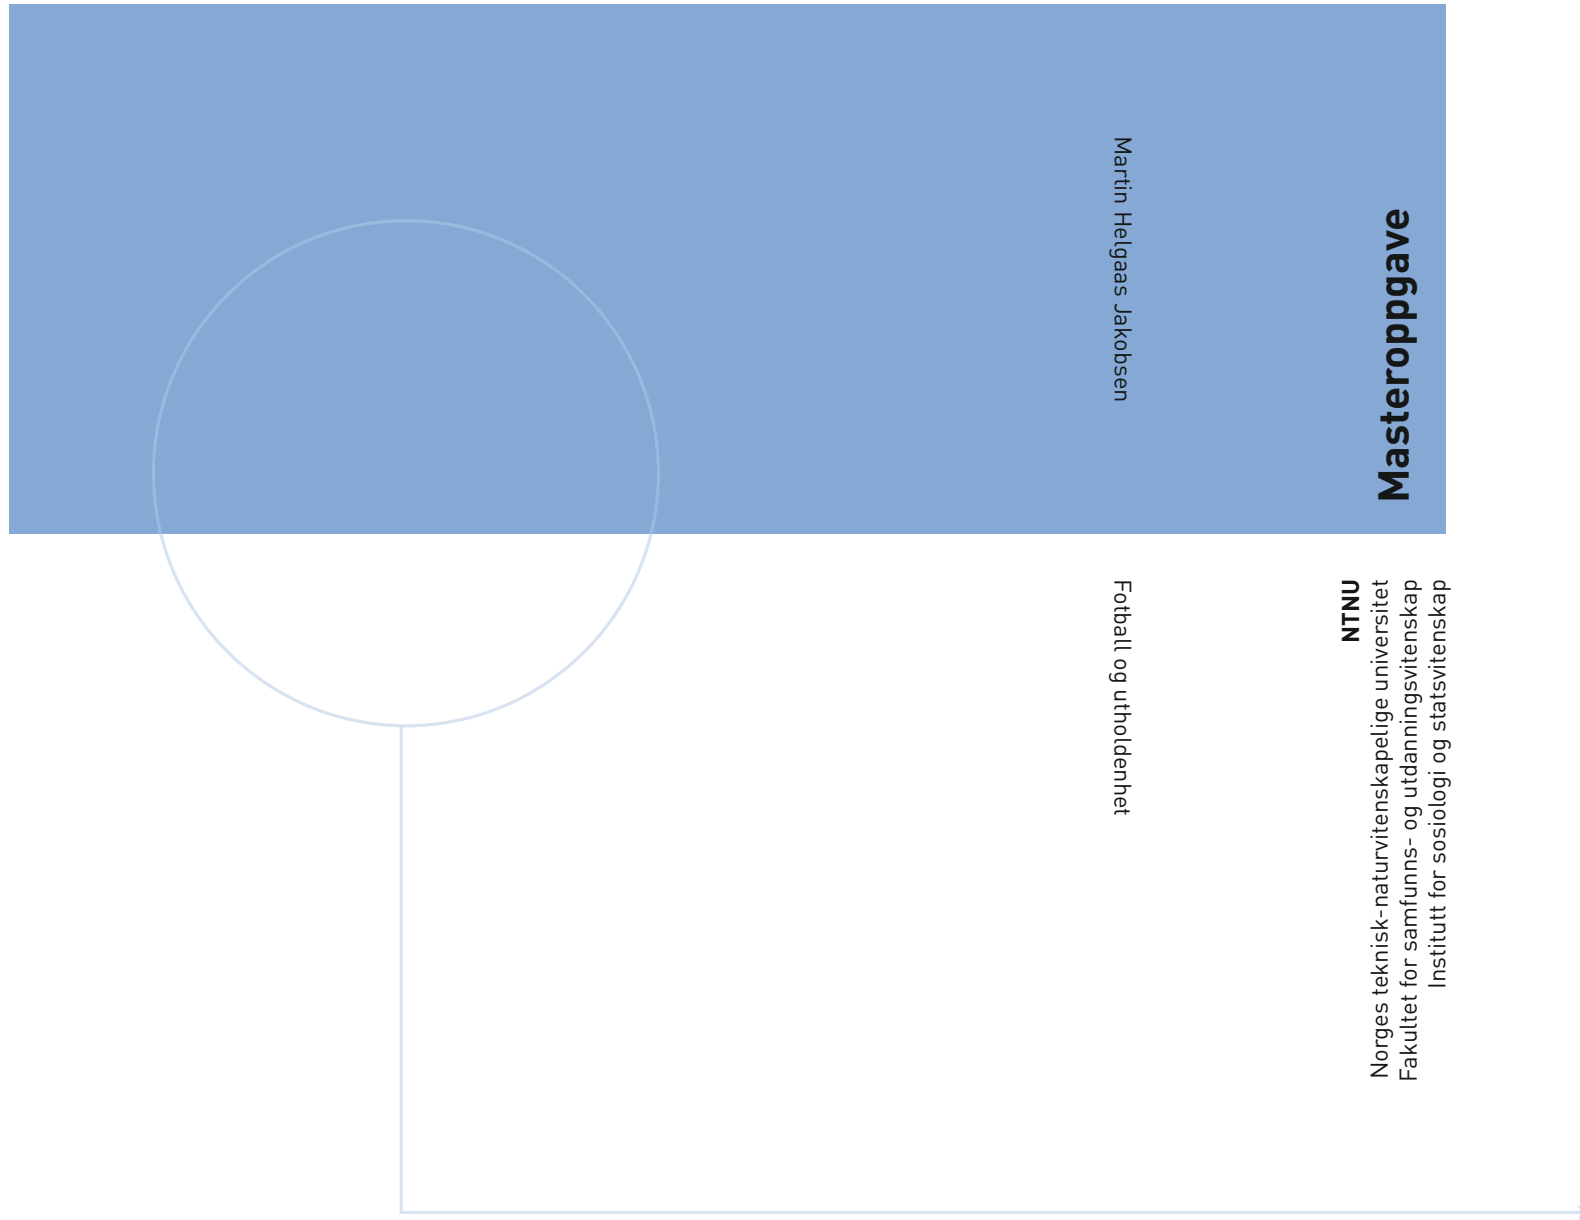 Martin Helgaas Jakobsen
Fotball og utholdenhet
Masteroppgave
NTNU
Norges teknisk-naturvitenskapelige universitet
Fakultet for samfunns- og utdanningsvitenskap
Institutt for sosiologi og statsvitenskap